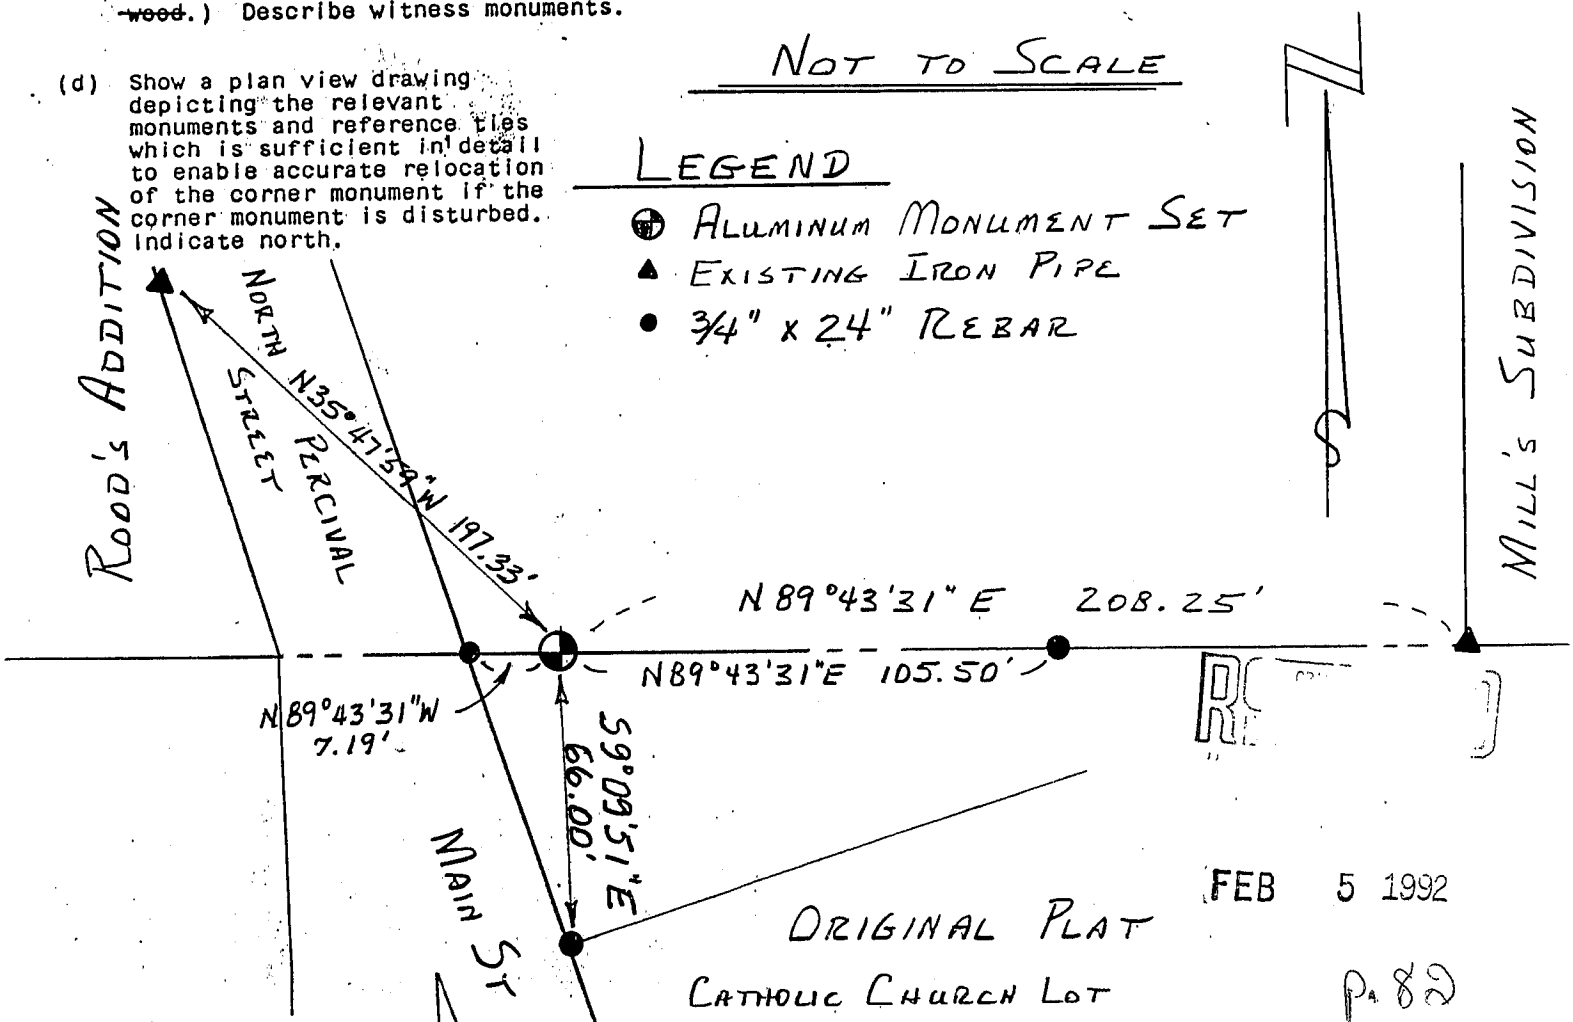 wood.) Describe witness monuments.
(d) Show a plan view drawing
depicting the relevant
monuments and reference ties
which is sufficient in detail
to enable accurate relocation
of the corner monument if the
corner monument is disturbed.
Indicate north.
NOT TO SCALE
LEGEND
ALUMINUM MONUMENT SET
EXISTING IRON PIPE
3/4" x 24" REBAR
ROOD'S ADDITION
NORTH PERCIVAL
STREET
N35°47'59"W 197.33'
MILL'S SUBDIVISION
N 89°43'31" E 208.25'
N89°43'31"E 105.50'
N89°43'31"W
7.19'
S9°09'51"E
66.00'
MAIN ST
FEB 5 1992
ORIGINAL PLAT
CATHOLIC CHURCH LOT
p. 82